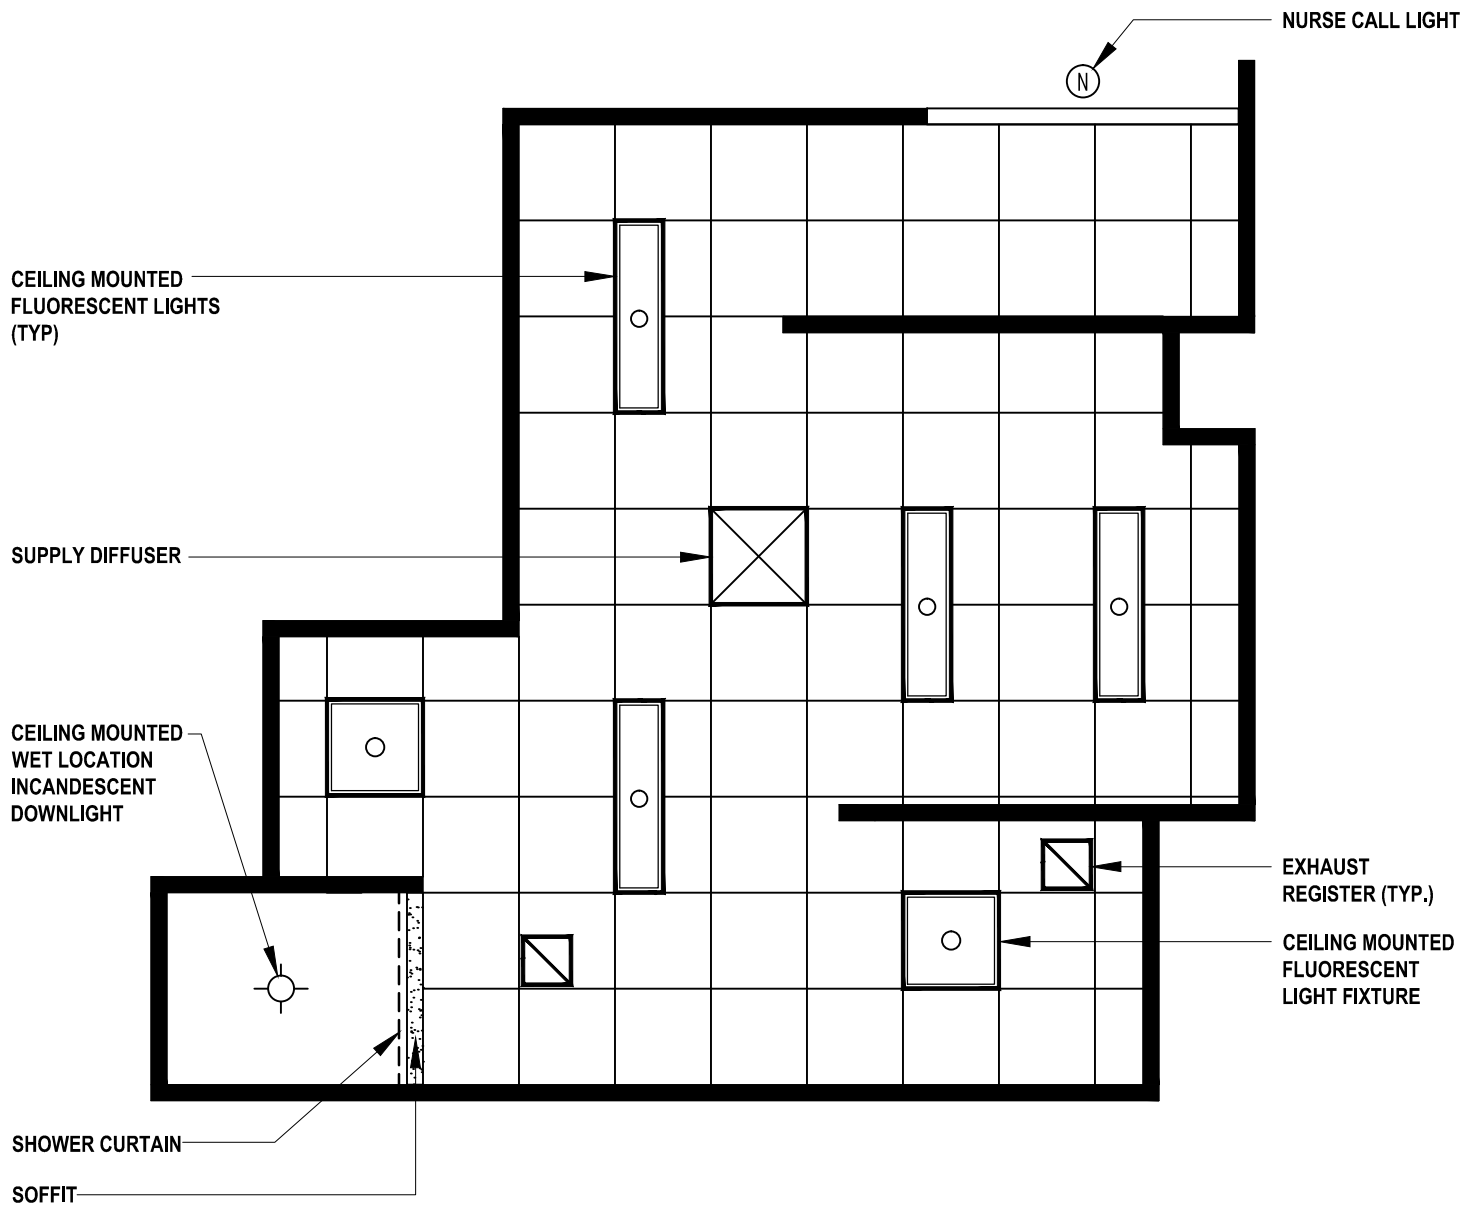 NURSE CALL LIGHT
N
CEILING MOUNTED
FLUORESCENT LIGHTS
(TYP)
SUPPLY DIFFUSER
CEILING MOUNTED
WET LOCATION
INCANDESCENT
DOWNLIGHT
EXHAUST
REGISTER (TYP.)
CEILING MOUNTED
FLUORESCENT
LIGHT FIXTURE
SHOWER CURTAIN
SOFFIT